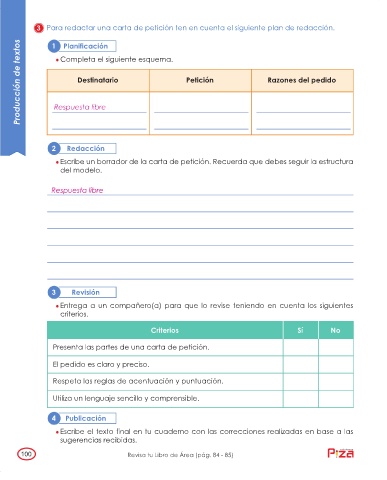 Producción de textos
3 Para redactar una carta de petición ten en cuenta el siguiente plan de redacción.
1 Planificación
• Completa el siguiente esquema.
Destinatario Petición Razones del pedido
Respuesta libre
2 Redacción
• Escribe un borrador de la carta de petición. Recuerda que debes seguir la estructura
del modelo.
Respuesta libre
3 Revisión
• Entrega a un compañero(a) para que lo revise teniendo en cuenta los siguientes
criterios.
Criterios Sí No
Presenta las partes de una carta de petición.
El pedido es claro y preciso.
Respeta las reglas de acentuación y puntuación.
Utiliza un lenguaje sencillo y comprensible.
4 Publicación
• Escribe el texto final en tu cuaderno con las correcciones realizadas en base a las
sugerencias recibidas.
100 Revisa tu Libro de Área (pág. 84 - 85)